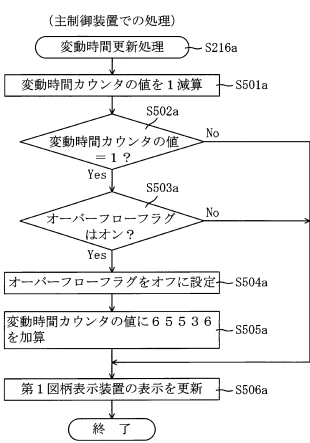 （主制御装置での処理）
変動時間更新処理
S216a
変動時間カウンタの値を１減算
S501a
S502a
変動時間カウンタの値
＝１？
No
Yes
S503a
オーバーフローフラグ
はオン？
No
Yes
オーバーフローフラグをオフに設定
S504a
変動時間カウンタの値に６５５３６
を加算
S505a
第１図柄表示装置の表示を更新
S506a
終 了